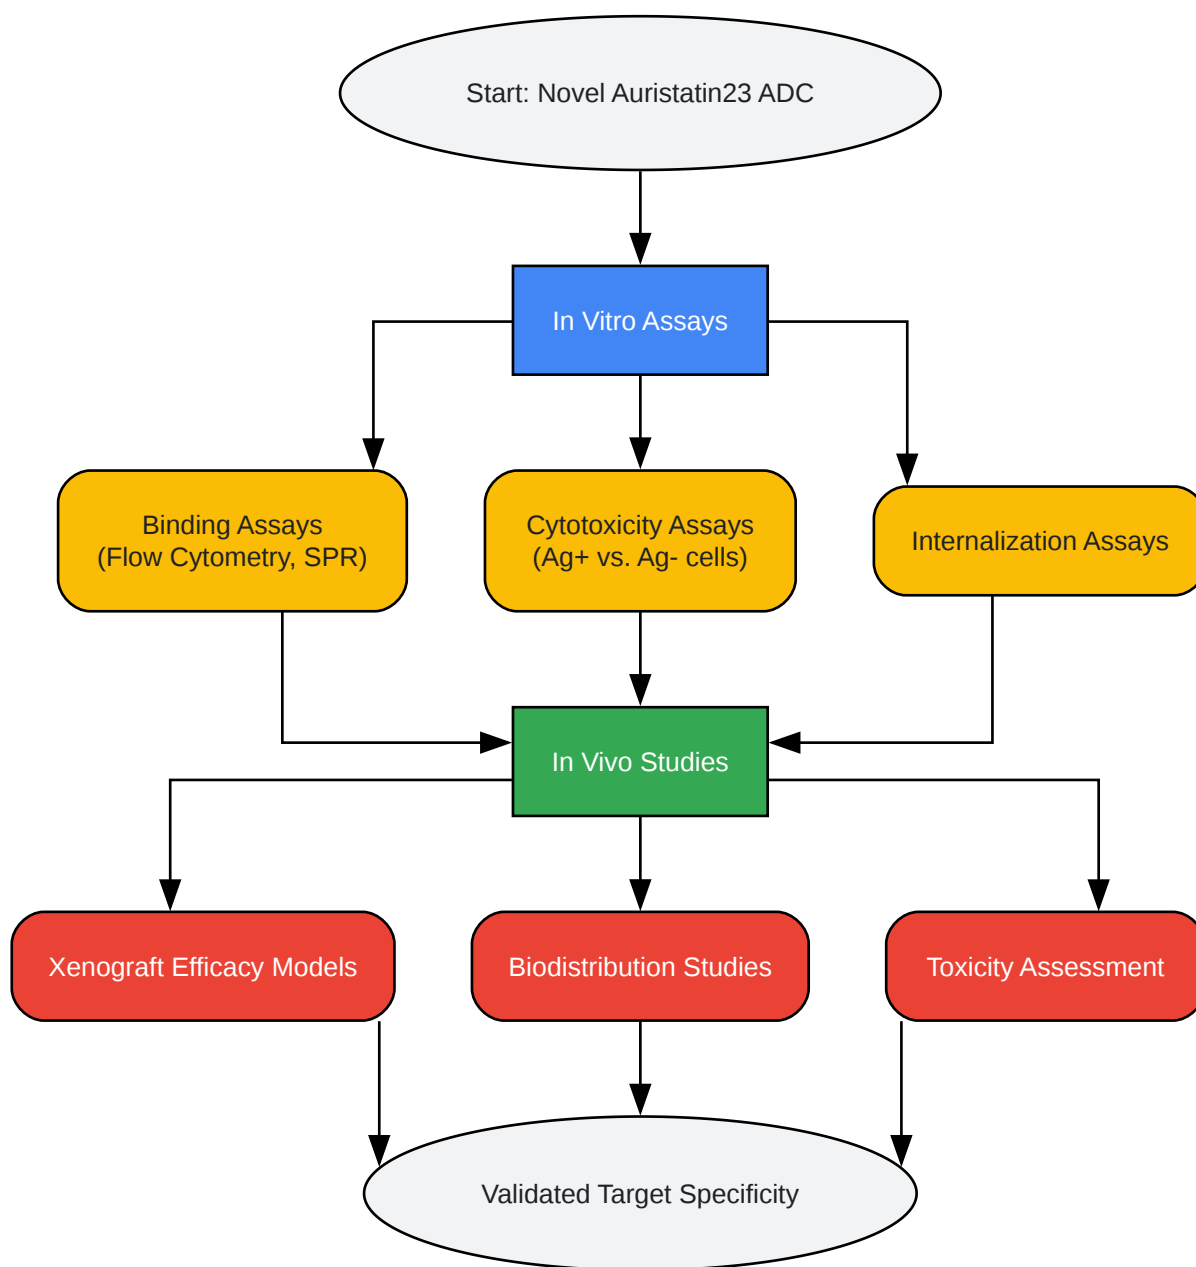 Start: Novel Auristatin23 ADC
In Vitro Assays
Binding Assays
(Flow Cytometry, SPR)
Cytotoxicity Assays
(Ag+ vs. Ag- cells)
Internalization Assays
In Vivo Studies
Xenograft Efficacy Models
Biodistribution Studies
Toxicity Assessment
Validated Target Specificity